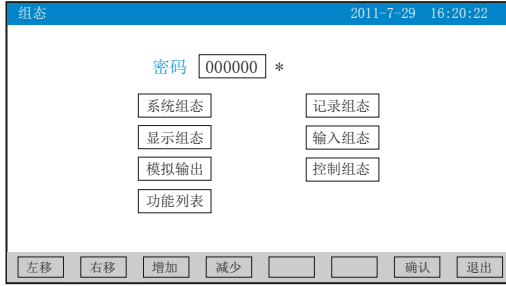 组态 2011-7-29 16:20:22
密码 000000 *
系统组态 记录组态
显示组态 输入组态
模拟输出 控制组态
功能列表
左移 右移 增加 减少 确认 退出